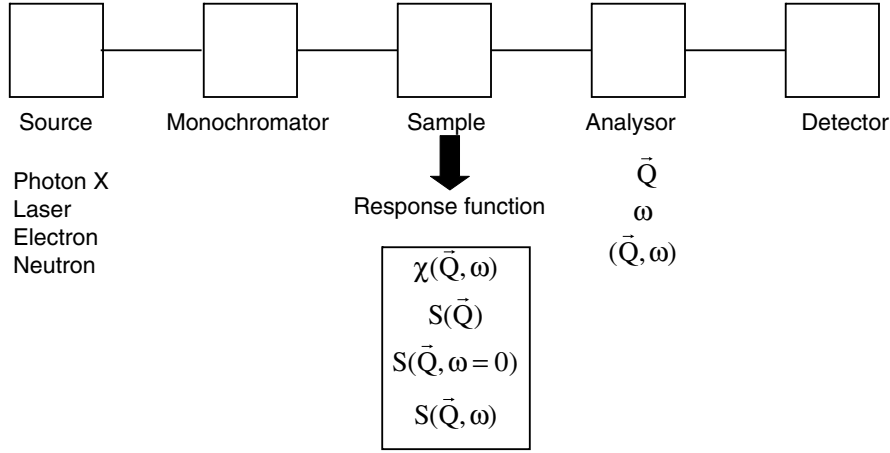 Source Monochromator Sample Analysor Detector
Photon X
Laser
Electron
Neutron
Response function
χ(Q⃗, ω)
S(Q⃗)
S(Q⃗, ω = 0)
S(Q⃗, ω)
Q⃗
ω
(Q⃗, ω)